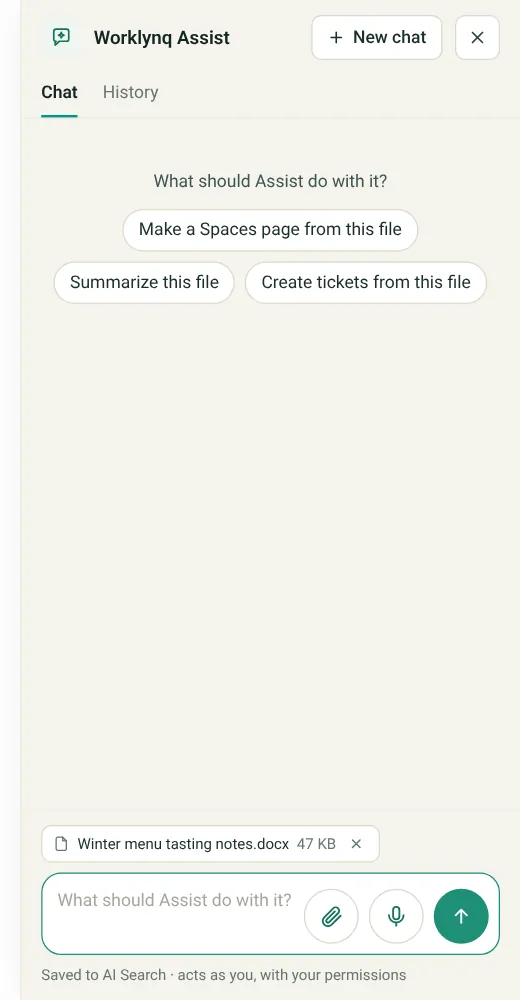 Worklynq Assist
+ New chat
Chat
History
What should Assist do with it?
Make a Spaces page from this file
Summarize this file
Create tickets from this file
Winter menu tasting notes.docx 47 KB
What should Assist do with it?
Saved to AI Search · acts as you, with your permissions